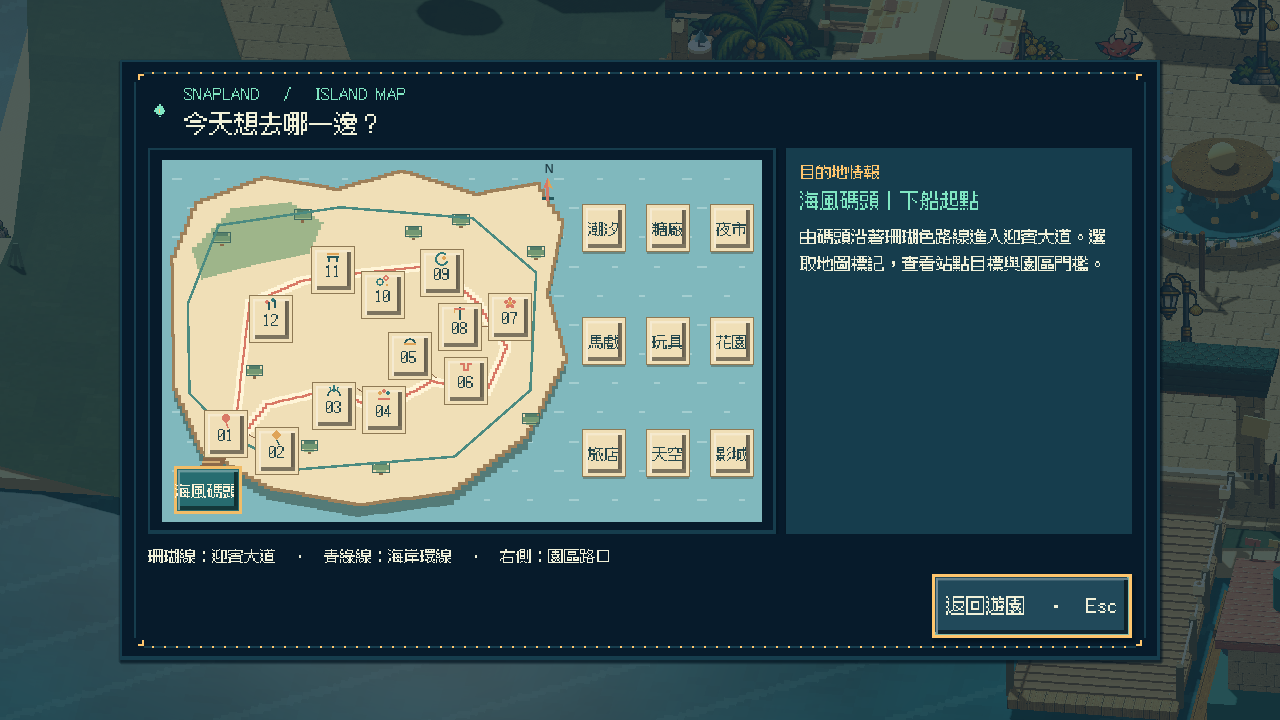 SNAPLAND / ISLAND MAP
今天想去哪一邊？
N
潮汐 糖廠 夜市
11 09
10
12 08 07
05
馬戲 玩具 花園
06
03 04
01
02
旅店 天空 影城
海風碼頭
目的地情報
海風碼頭｜下船起點
由碼頭沿著珊瑚色路線進入迎賓大道。選
取地圖標記，查看站點目標與園區門檻。
珊瑚線：迎賓大道 · 青綠線：海岸環線 · 右側：園區路口
返回遊園 · Esc